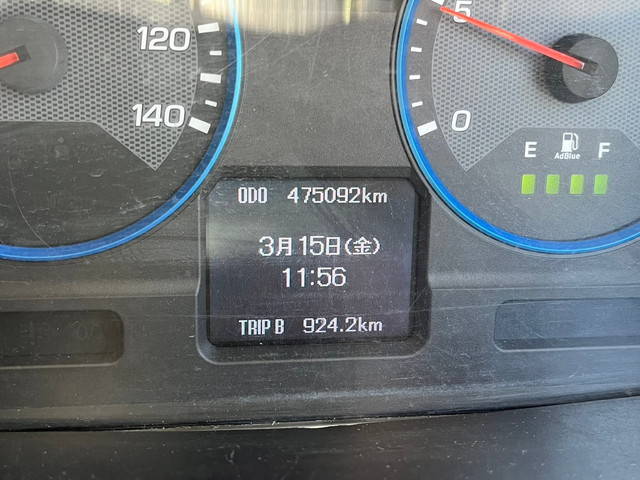 120
140
5
0
E F
AdBlue
ODO 475092km
3月15日(金)
11:56
TRIP B 924.2km